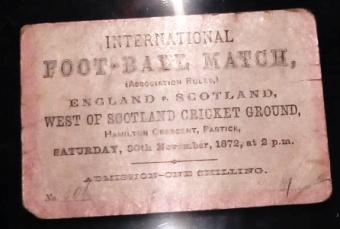 INTERNATIONAL
FOOT-BALL MATCH,
(ASSOCIATION RULES,)
ENGLAND v. SCOTLAND,
WEST OF SCOTLAND CRICKET GROUND,
HAMILTON CRESCENT, PARTICK,
SATURDAY, 30th November, 1872, at 2 p.m.
ADMISSION-ONE SHILLING.
No.